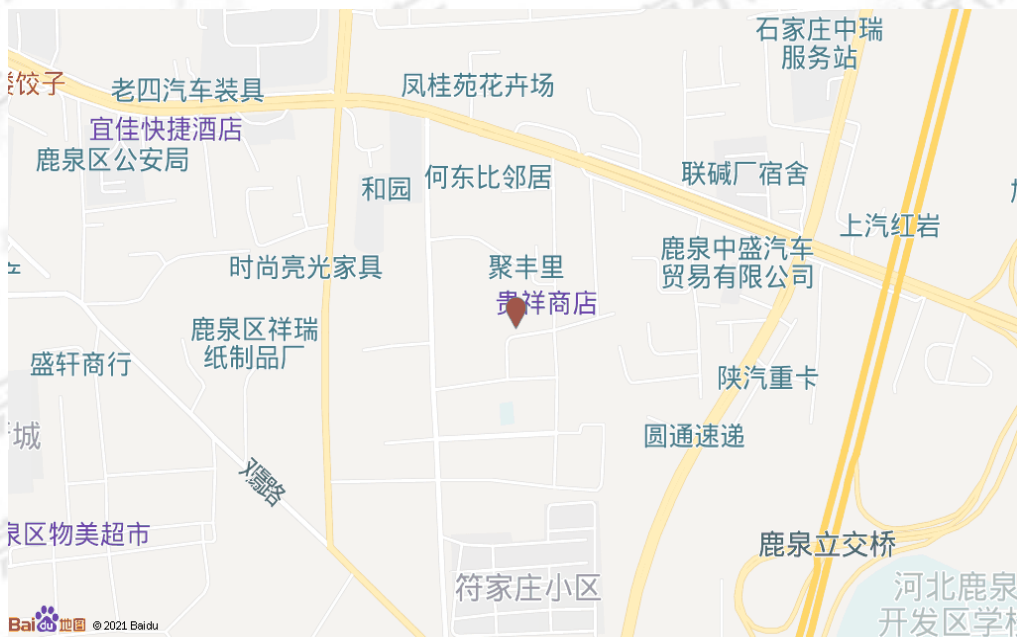 石家庄中瑞
服务站
饺子
老四汽车装具
凤桂苑花卉场
宜佳快捷酒店
鹿泉区公安局
何东比邻居
联碱厂宿舍
和园
上汽红岩
鹿泉中盛汽车
贸易有限公司
时尚亮光家具
聚丰里
贵祥商店
鹿泉区祥瑞
纸制品厂
盛轩商行
陕汽重卡
城
圆通速递
观景路
泉区物美超市
鹿泉立交桥
符家庄小区
河北鹿泉
开发区学校
Bai du 地图 © 2021 Baidu